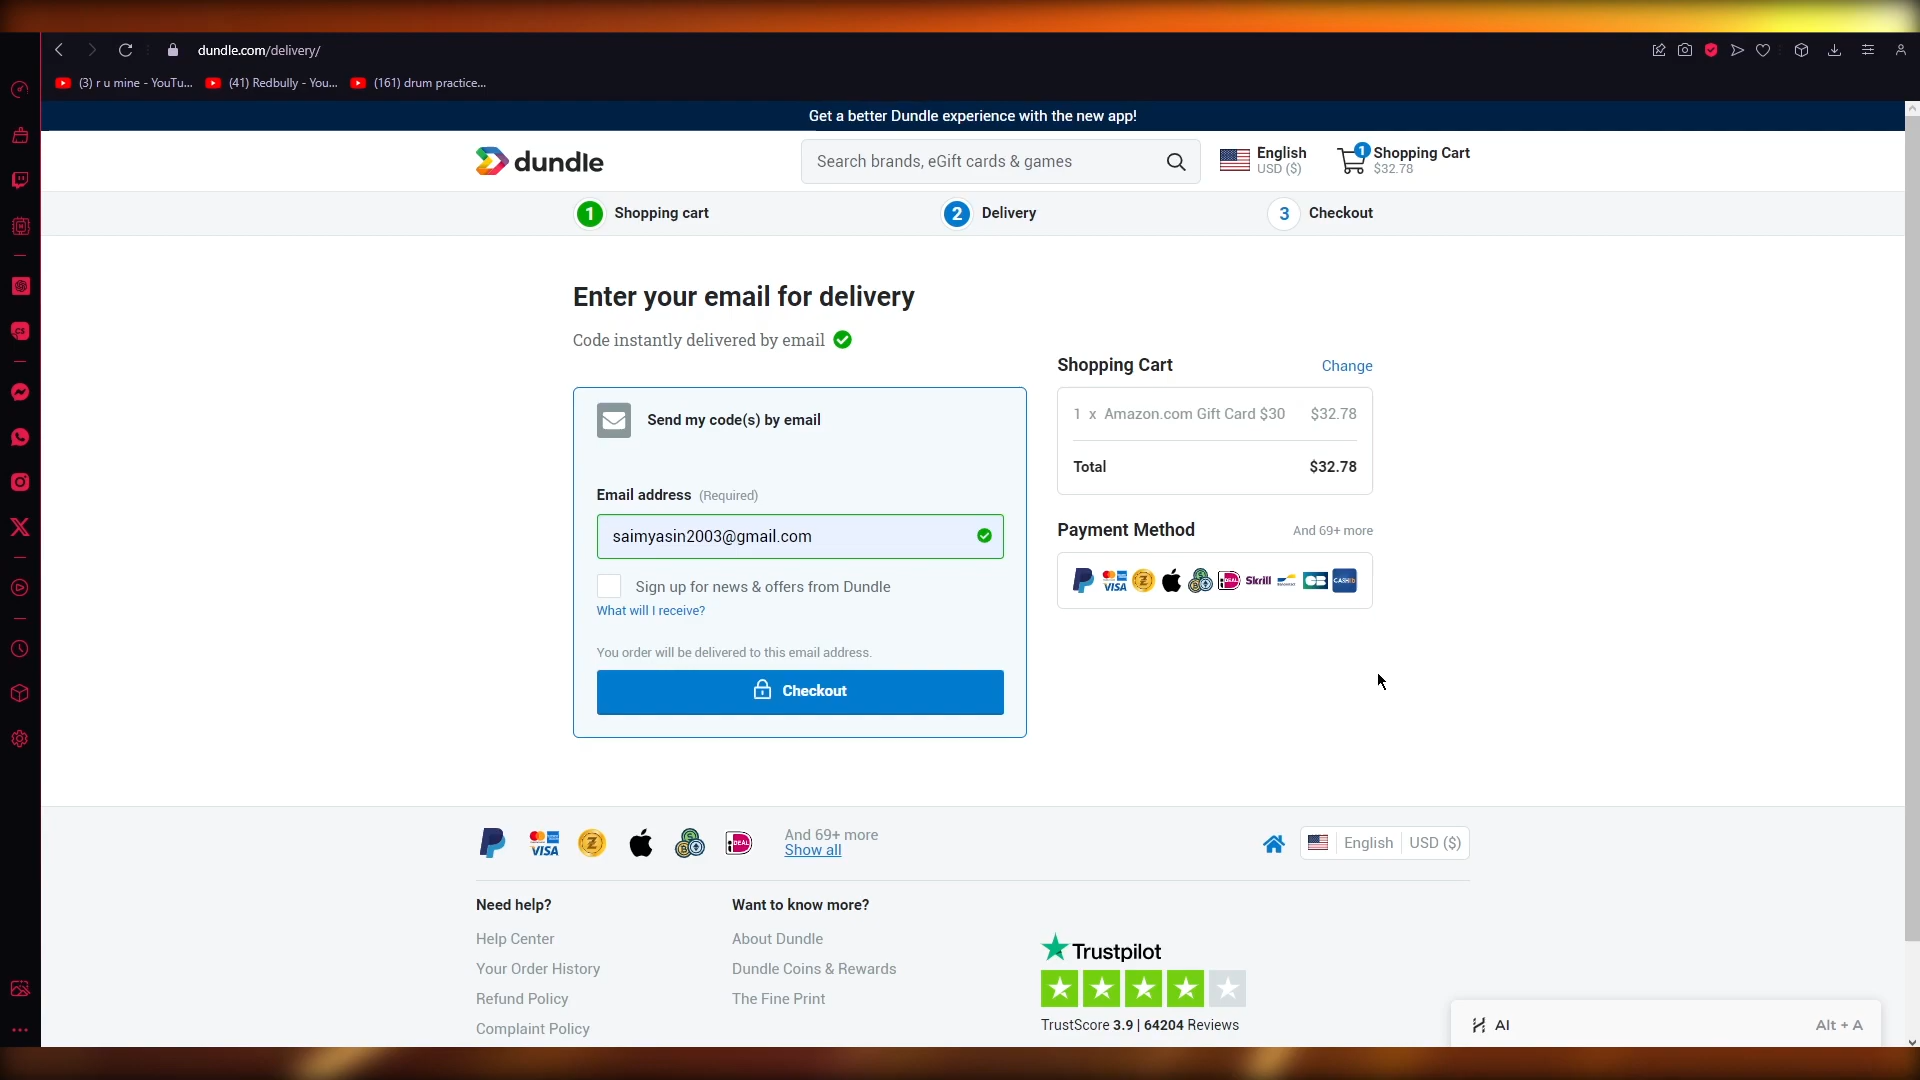 dundle.com/delivery/
(3) r u mine - YouTu...
(41) Redbully - You...
(161) drum practice...
Get a better Dundle experience with the new app!
dundle
Search brands, eGift cards & games
English
USD ($)
1
Shopping Cart
$32.78
1 Shopping cart
2 Delivery
3 Checkout
Enter your email for delivery
Code instantly delivered by email
Send my code(s) by email
Email address (Required)
saimyasin2003@gmail.com
Sign up for news & offers from Dundle
What will I receive?
You order will be delivered to this email address.
Checkout
Shopping Cart
Change
1 x Amazon.com Gift Card $30 $32.78
Total $32.78
Payment Method
And 69+ more
VISA
iDEAL
Skrill
CB
VISA
iDEAL
And 69+ more
Show all
English USD ($)
Need help?
Help Center
Your Order History
Refund Policy
Complaint Policy
Want to know more?
About Dundle
Dundle Coins & Rewards
The Fine Print
Trustpilot
TrustScore 3.9 | 64204 Reviews
AI
Alt + A